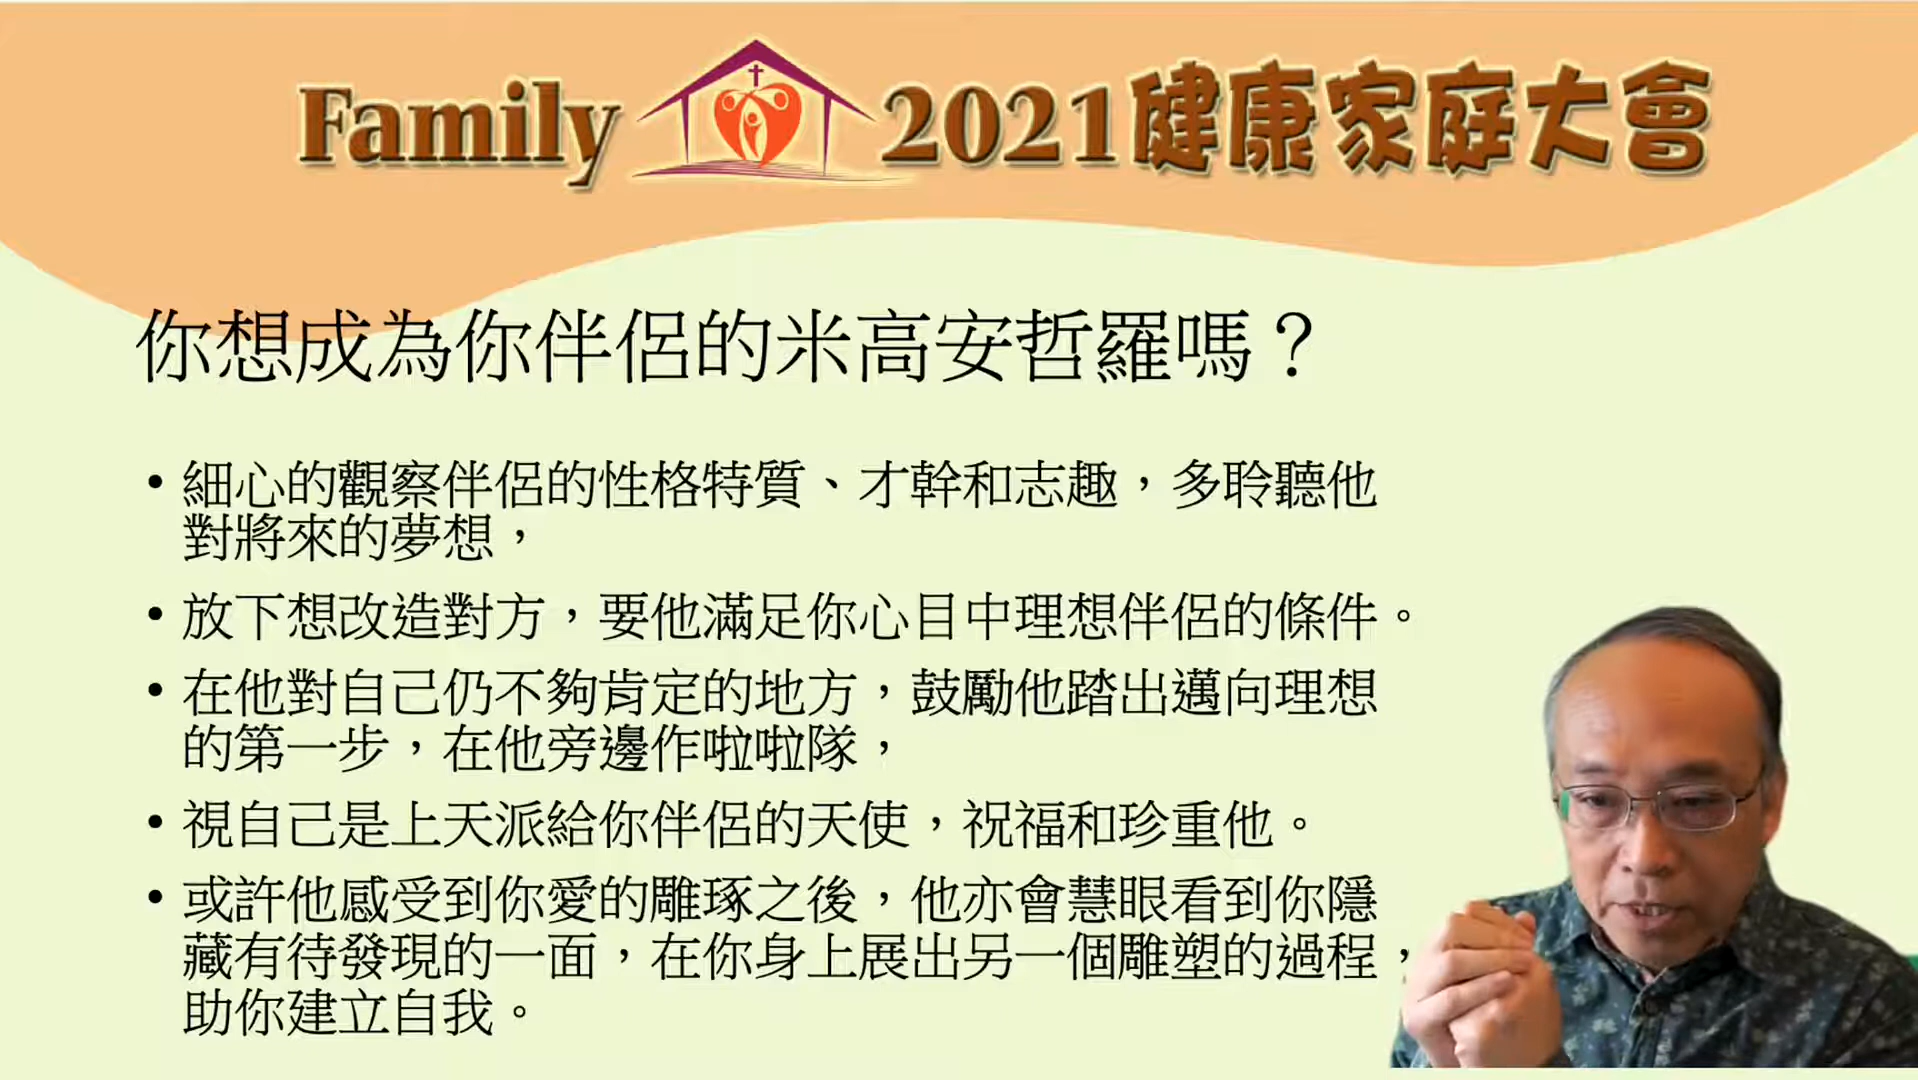 Family 2021健康家庭大會
你想成為你伴侶的米高安哲羅嗎？
• 細心的觀察伴侶的性格特質、才幹和志趣，多聆聽他
對將來的夢想，
• 放下想改造對方，要他滿足你心目中理想伴侶的條件。
• 在他對自己仍不夠肯定的地方，鼓勵他踏出邁向理想
的第一步，在他旁邊作啦啦隊，
• 視自己是上天派給你伴侶的天使，祝福和珍重他。
• 或許他感受到你愛的雕琢之後，他亦會慧眼看到你隱
藏有待發現的一面，在你身上展出另一個雕塑的過程，
助你建立自我。